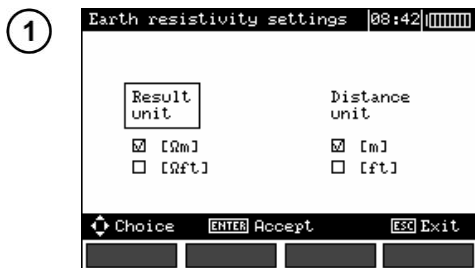 1
Earth resistivity settings 08:42
Result unit
Distance unit
☑ [Ωm]
☐ [Ωft]
☑ [m]
☐ [ft]
Choice ENTER Accept ESC Exit